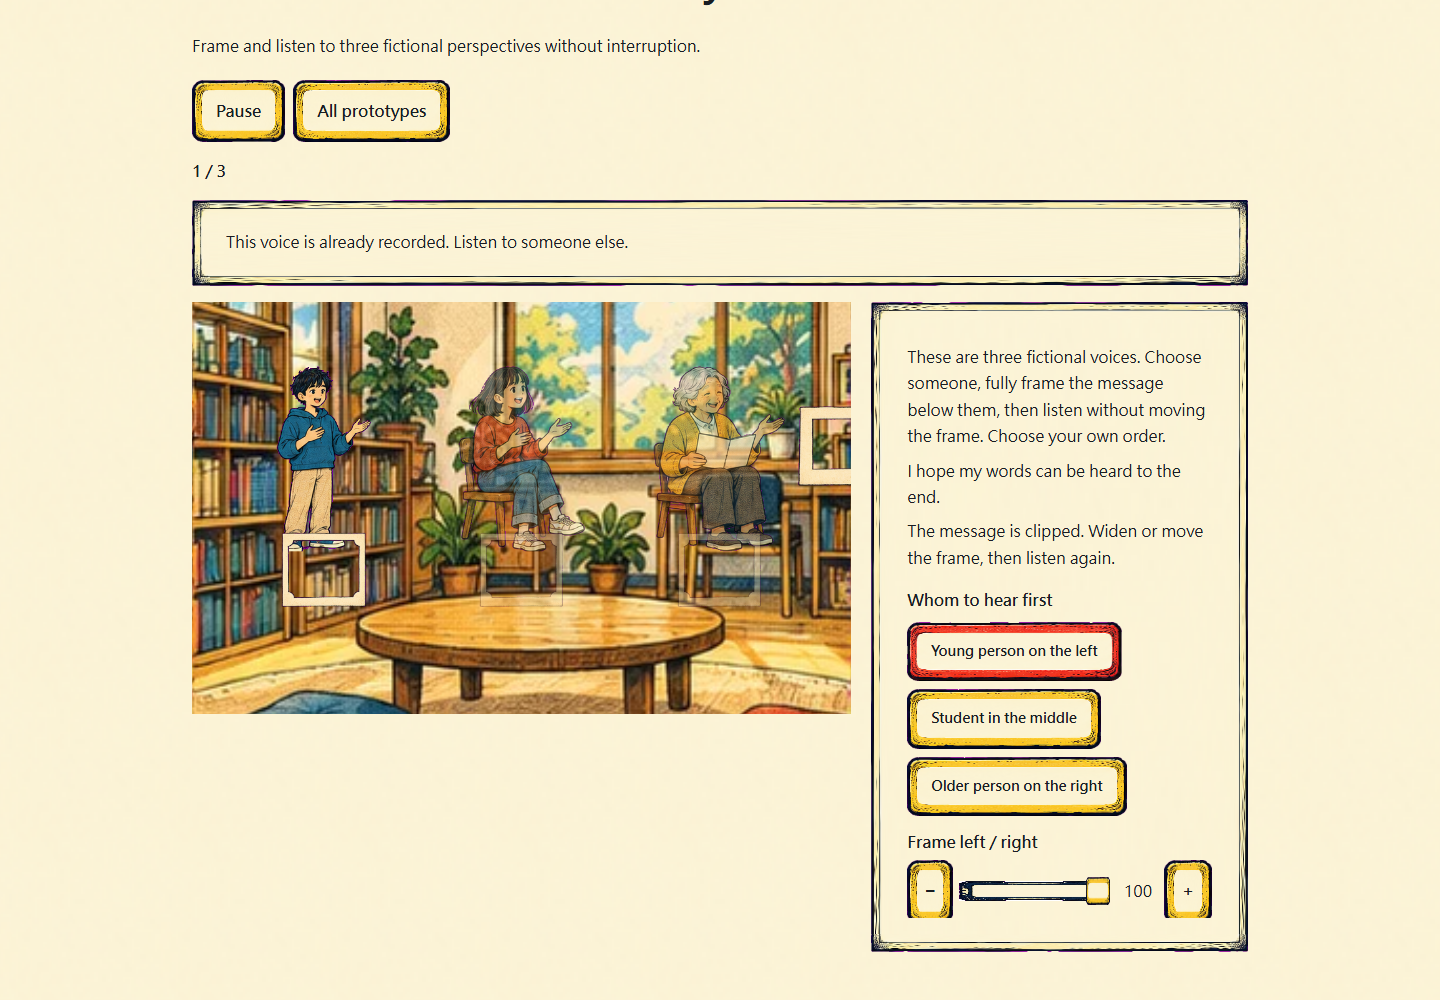 Frame and listen to three fictional perspectives without interruption.
Pause
All prototypes
1 / 3
This voice is already recorded. Listen to someone else.
These are three fictional voices. Choose
someone, fully frame the message
below them, then listen without moving
the frame. Choose your own order.
I hope my words can be heard to the
end.
The message is clipped. Widen or move
the frame, then listen again.
Whom to hear first
Young person on the left
Student in the middle
Older person on the right
Frame left / right
−
100
+